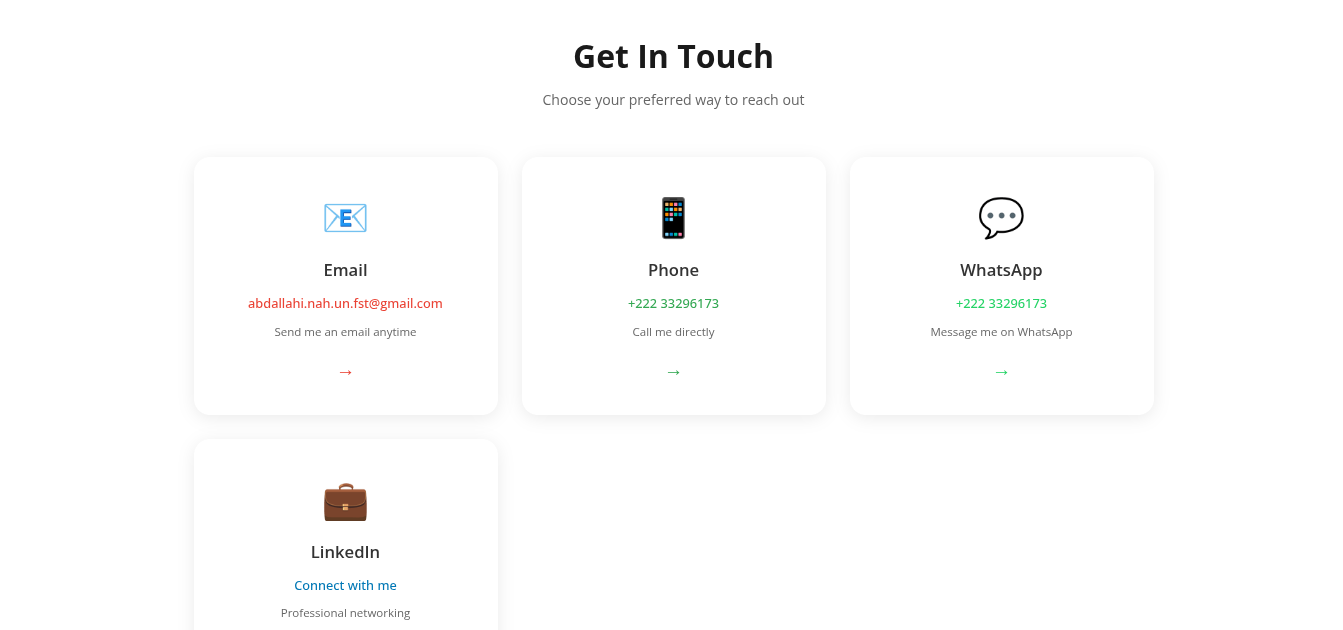 Get In Touch
Choose your preferred way to reach out
Email
abdallahi.nah.un.fst@gmail.com
Send me an email anytime
→
Phone
+222 33296173
Call me directly
→
WhatsApp
+222 33296173
Message me on WhatsApp
→
LinkedIn
Connect with me
Professional networking